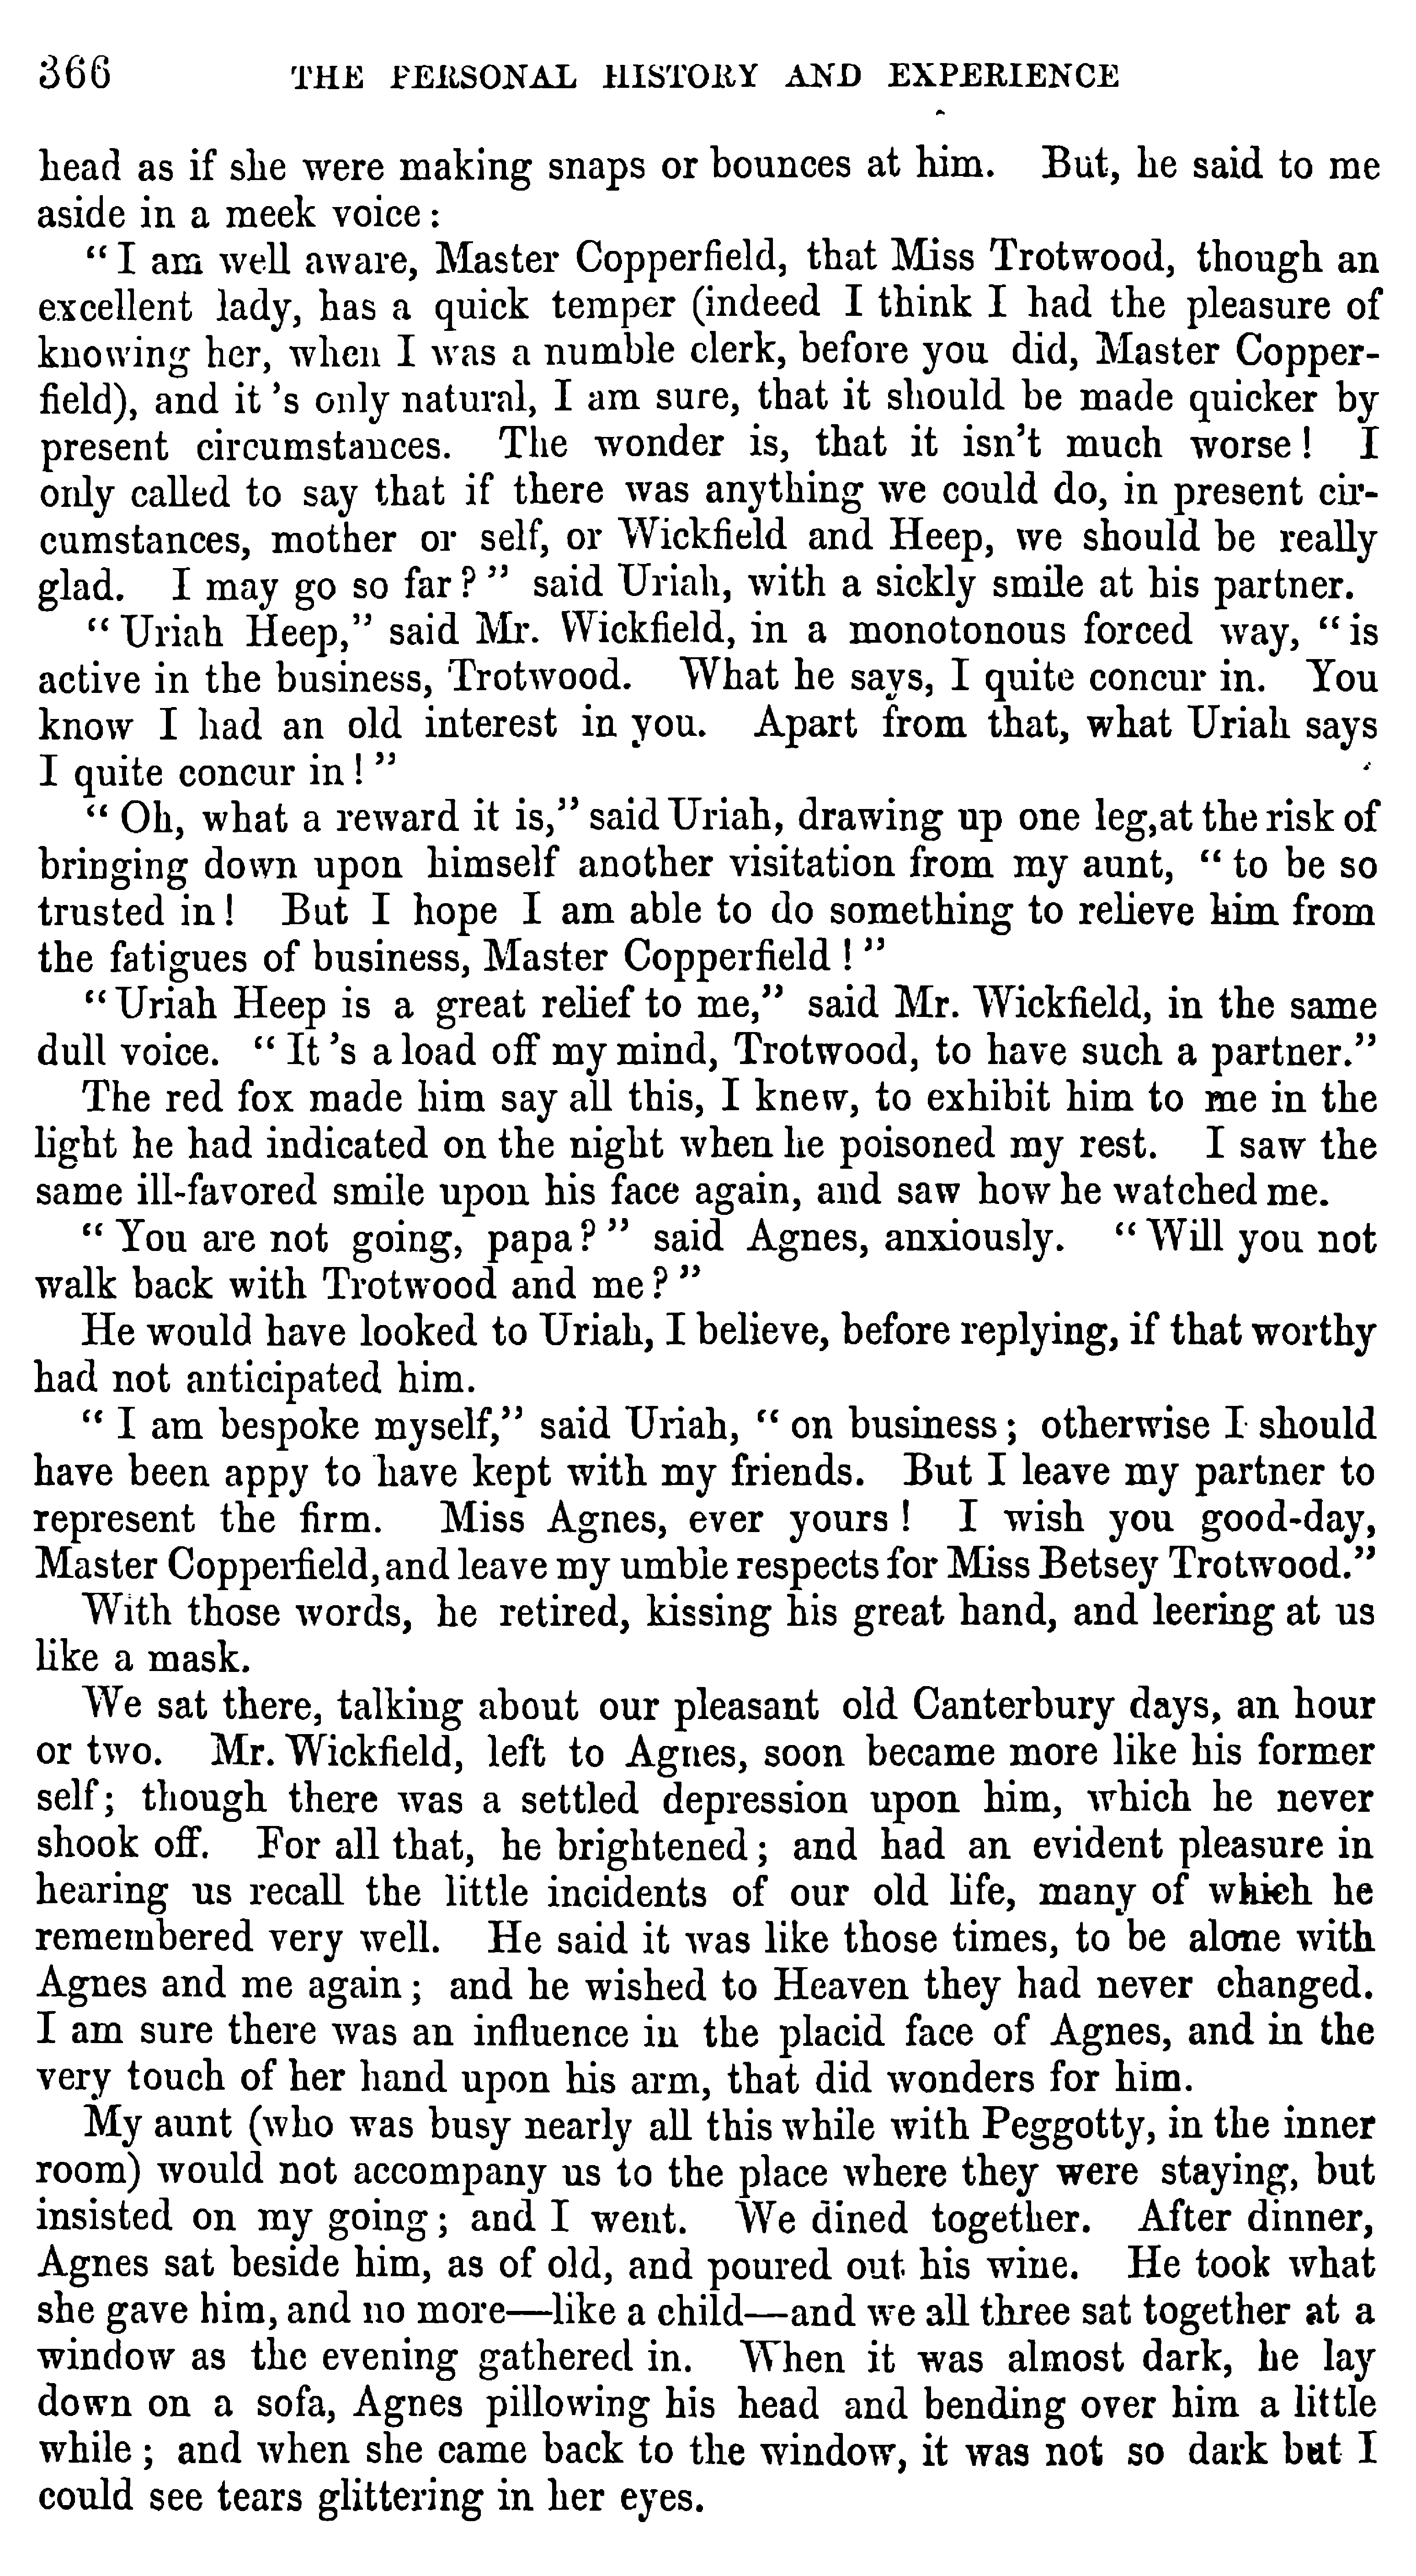 366 THE PERSONAL HISTORY AND EXPERIENCE
head as if she were making snaps or bounces at him. But, he said to me
aside in a meek voice:
"I am well aware, Master Copperfield, that Miss Trotwood, though an
excellent lady, has a quick temper (indeed I think I had the pleasure of
knowing her, when I was a numble clerk, before you did, Master Copper-
field), and it 's only natural, I am sure, that it should be made quicker by
present circumstances. The wonder is, that it isn't much worse! I
only called to say that if there was anything we could do, in present cir-
cumstances, mother or self, or Wickfield and Heep, we should be really
glad. I may go so far?" said Uriah, with a sickly smile at his partner.
"Uriah Heep," said Mr. Wickfield, in a monotonous forced way, "is
active in the business, Trotwood. What he says, I quite concur in. You
know I had an old interest in you. Apart from that, what Uriah says
I quite concur in!"
"Oh, what a reward it is," said Uriah, drawing up one leg, at the risk of
bringing down upon himself another visitation from my aunt, "to be so
trusted in! But I hope I am able to do something to relieve him from
the fatigues of business, Master Copperfield!"
"Uriah Heep is a great relief to me," said Mr. Wickfield, in the same
dull voice. "It 's a load off my mind, Trotwood, to have such a partner."
The red fox made him say all this, I knew, to exhibit him to me in the
light he had indicated on the night when he poisoned my rest. I saw the
same ill-favored smile upon his face again, and saw how he watched me.
"You are not going, papa?" said Agnes, anxiously. "Will you not
walk back with Trotwood and me?"
He would have looked to Uriah, I believe, before replying, if that worthy
had not anticipated him.
"I am bespoke myself," said Uriah, "on business; otherwise I should
have been appy to have kept with my friends. But I leave my partner to
represent the firm. Miss Agnes, ever yours! I wish you good-day,
Master Copperfield, and leave my umble respects for Miss Betsey Trotwood."
With those words, he retired, kissing his great hand, and leering at us
like a mask.
We sat there, talking about our pleasant old Canterbury days, an hour
or two. Mr. Wickfield, left to Agnes, soon became more like his former
self; though there was a settled depression upon him, which he never
shook off. For all that, he brightened; and had an evident pleasure in
hearing us recall the little incidents of our old life, many of which he
remembered very well. He said it was like those times, to be alone with
Agnes and me again; and he wished to Heaven they had never changed.
I am sure there was an influence in the placid face of Agnes, and in the
very touch of her hand upon his arm, that did wonders for him.
My aunt (who was busy nearly all this while with Peggotty, in the inner
room) would not accompany us to the place where they were staying, but
insisted on my going; and I went. We dined together. After dinner,
Agnes sat beside him, as of old, and poured out his wine. He took what
she gave him, and no more—like a child—and we all three sat together at a
window as the evening gathered in. When it was almost dark, he lay
down on a sofa, Agnes pillowing his head and bending over him a little
while; and when she came back to the window, it was not so dark but I
could see tears glittering in her eyes.